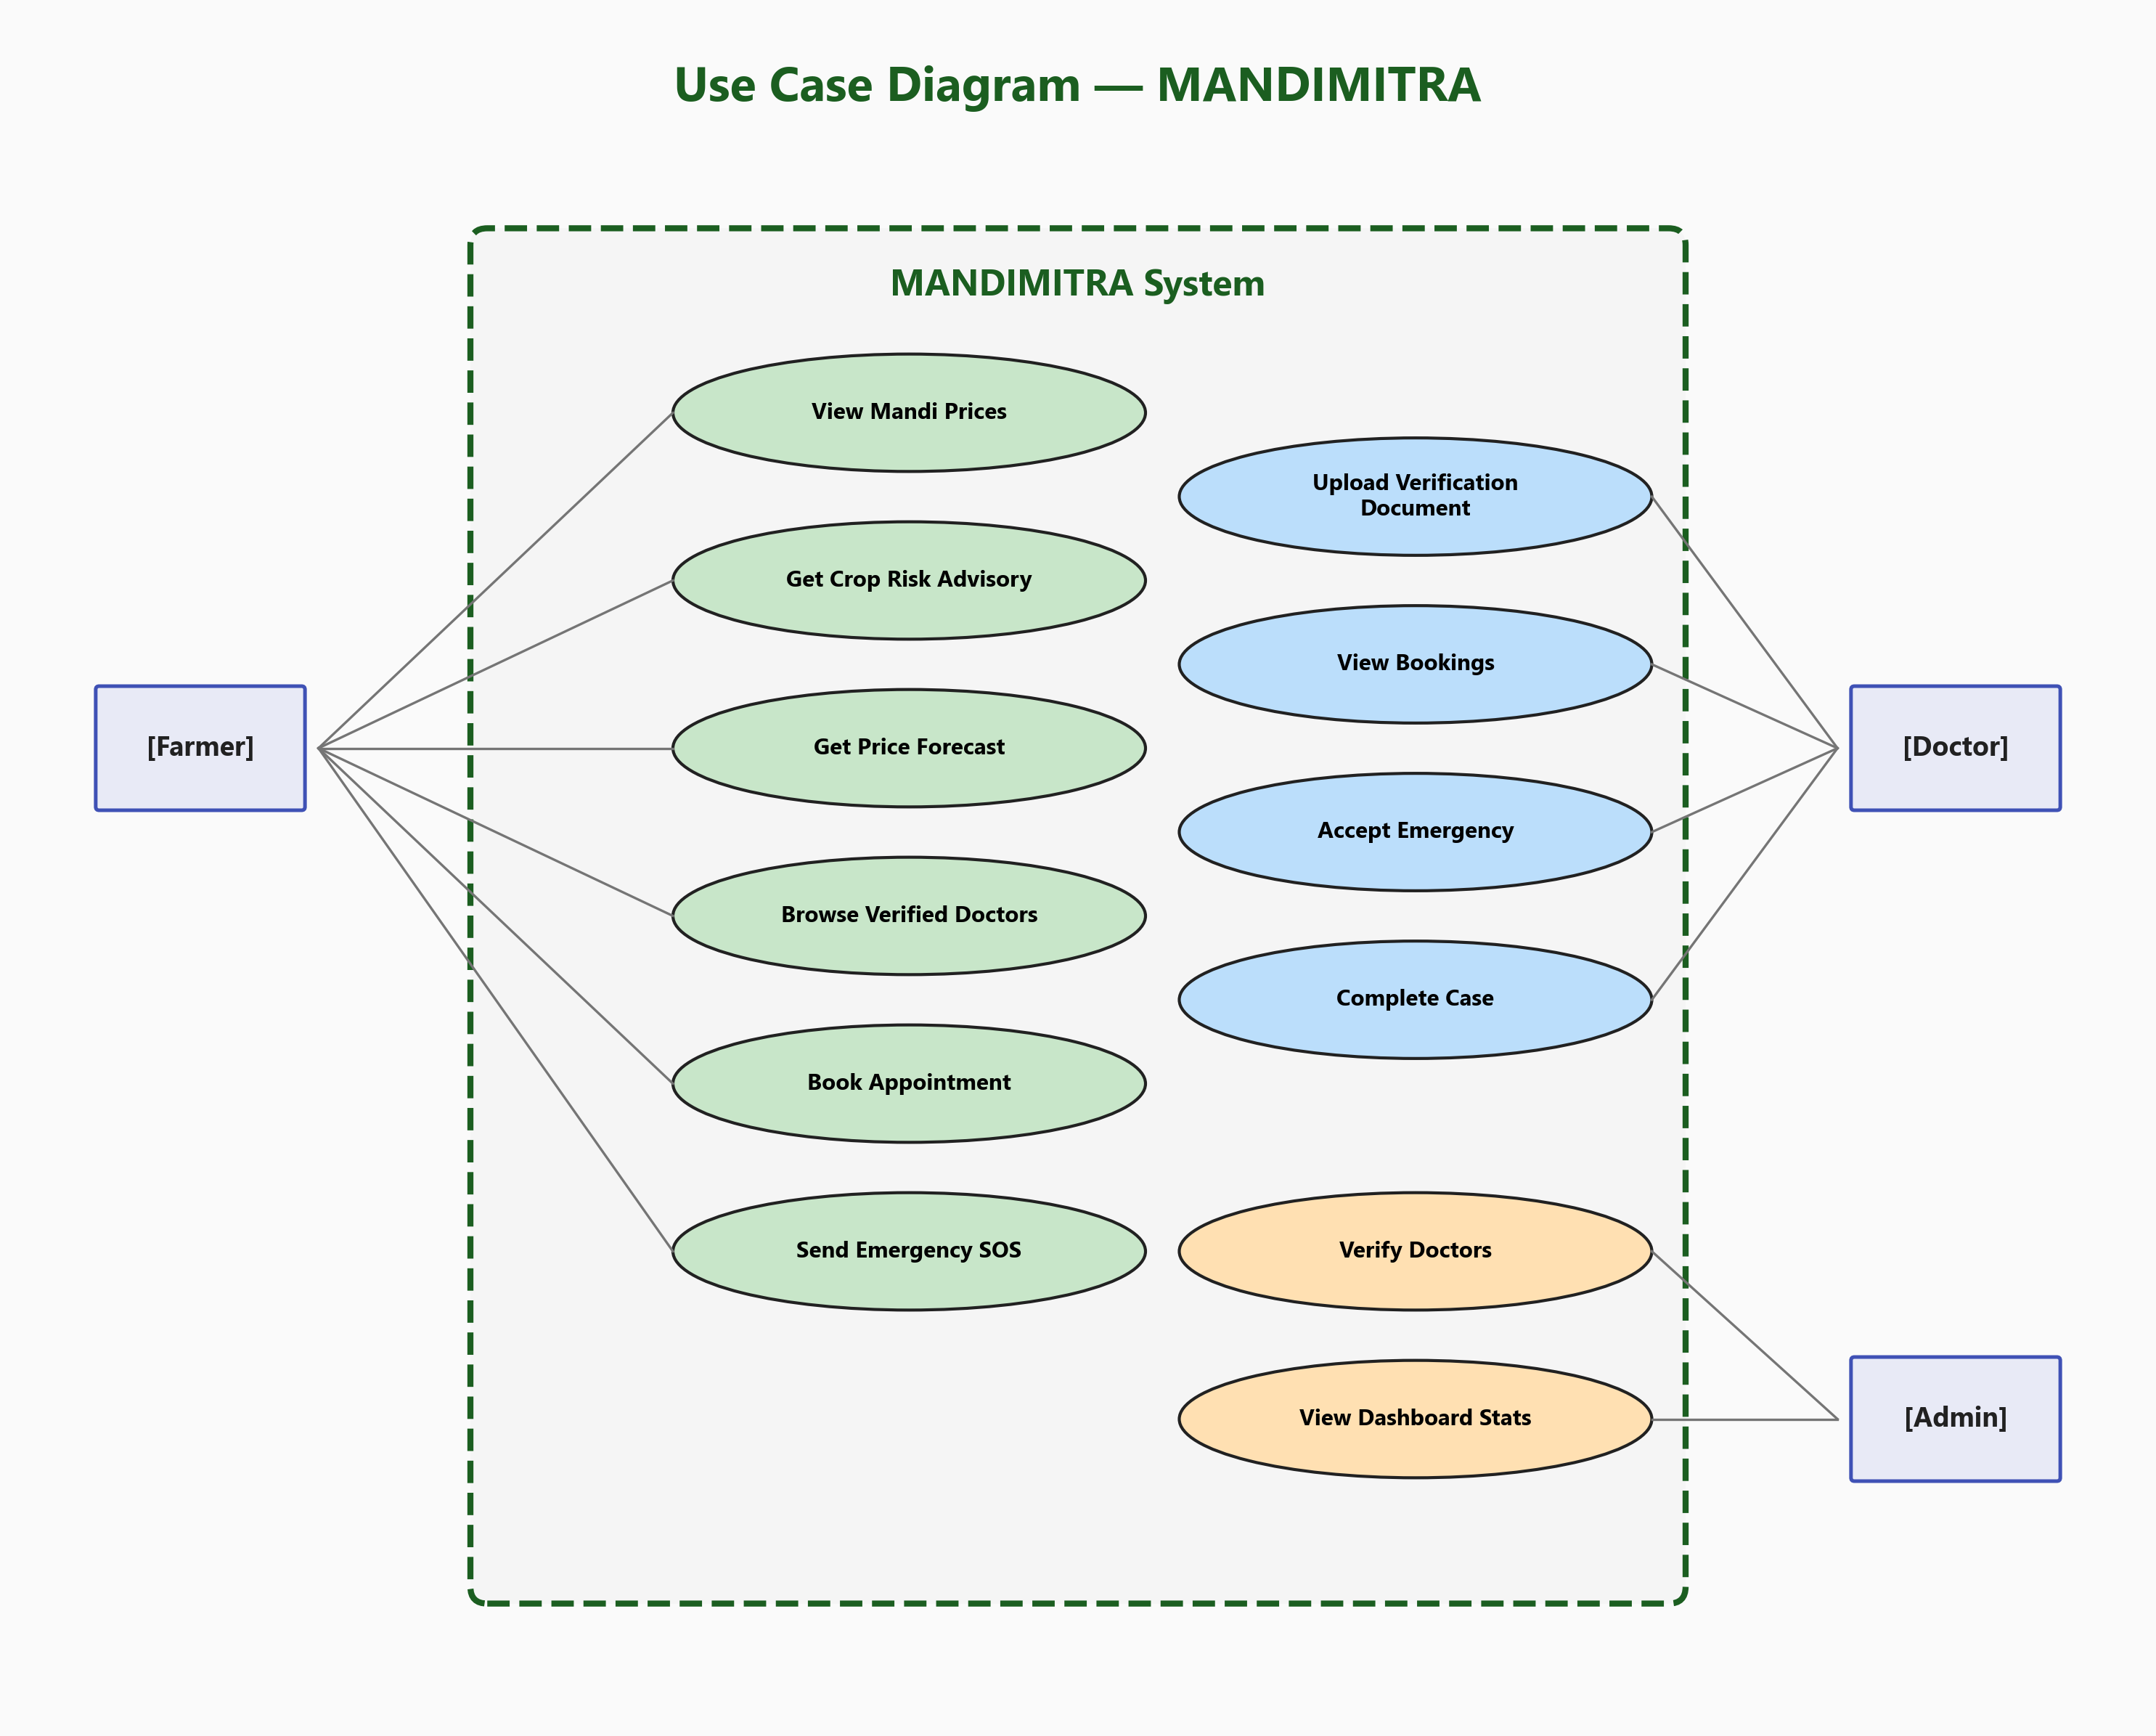 Use Case Diagram — MANDIMITRA
MANDIMITRA System
[Farmer]
View Mandi Prices
Get Crop Risk Advisory
Get Price Forecast
Browse Verified Doctors
Book Appointment
Send Emergency SOS
Upload Verification
Document
View Bookings
Accept Emergency
Complete Case
Verify Doctors
View Dashboard Stats
[Doctor]
[Admin]